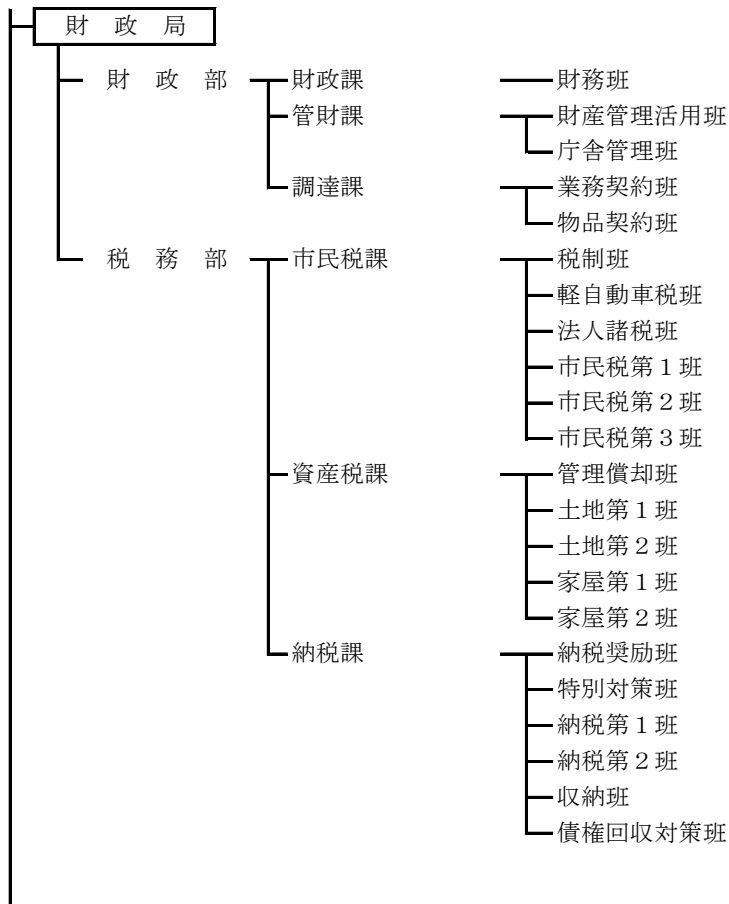 財政局
財政部 財政課 財務班
管財課 財産管理活用班
庁舎管理班
調達課 業務契約班
物品契約班
税務部 市民税課 税制班
軽自動車税班
法人諸税班
市民税第１班
市民税第２班
市民税第３班
資産税課 管理償却班
土地第１班
土地第２班
家屋第１班
家屋第２班
納税課 納税奨励班
特別対策班
納税第１班
納税第２班
収納班
債権回収対策班